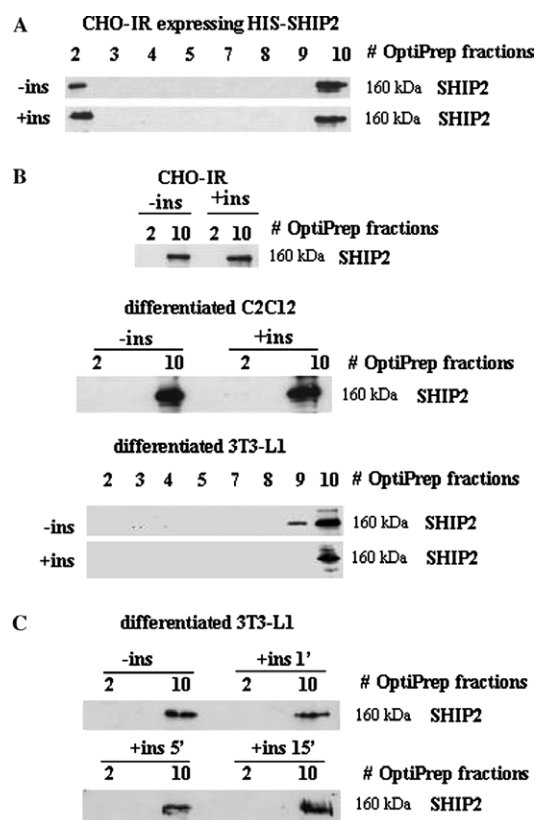 A
CHO-IR expressing HIS-SHIP2
2 3 4 5 7 8 9 10 # OptiPrep fractions
-ins 160 kDa SHIP2
+ins 160 kDa SHIP2
B
CHO-IR
-ins +ins
2 10 2 10 # OptiPrep fractions
160 kDa SHIP2
differentiated C2C12
-ins +ins
2 10 2 10 # OptiPrep fractions
160 kDa SHIP2
differentiated 3T3-L1
2 3 4 5 7 8 9 10 # OptiPrep fractions
-ins 160 kDa SHIP2
+ins 160 kDa SHIP2
C
differentiated 3T3-L1
-ins +ins 1'
2 10 2 10 # OptiPrep fractions
160 kDa SHIP2
+ins 5' +ins 15'
2 10 2 10 # OptiPrep fractions
160 kDa SHIP2